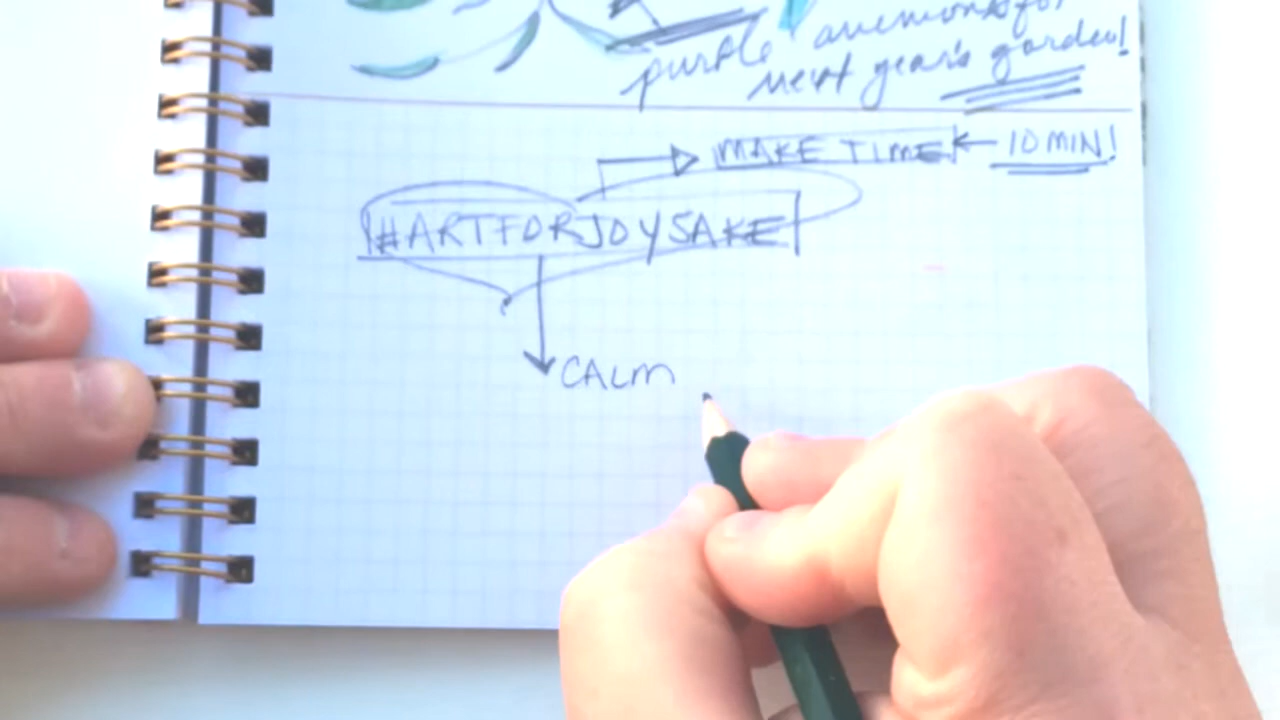 purple anemones for
next year's garden!
MAKE TIME ← 10 MIN!
#ARTFORJOYSAKE
CALM